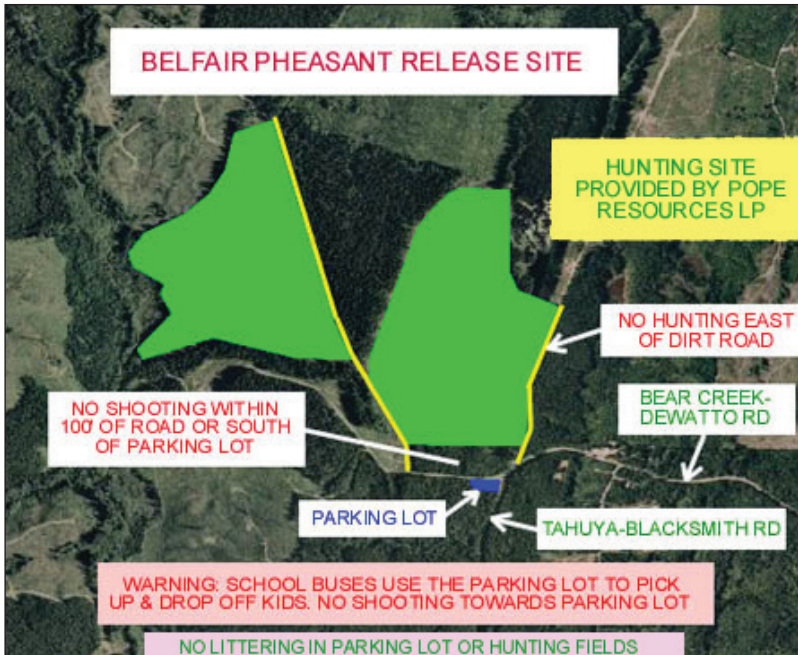 BELFAIR PHEASANT RELEASE SITE
HUNTING SITE
PROVIDED BY POPE
RESOURCES LP
NO HUNTING EAST
OF DIRT ROAD
NO SHOOTING WITHIN
100' OF ROAD OR SOUTH
OF PARKING LOT
BEAR CREEK-
DEWATTO RD
PARKING LOT
TAHUYA-BLACKSMITH RD
WARNING: SCHOOL BUSES USE THE PARKING LOT TO PICK
UP & DROP OFF KIDS. NO SHOOTING TOWARDS PARKING LOT
NO LITTERING IN PARKING LOT OR HUNTING FIELDS